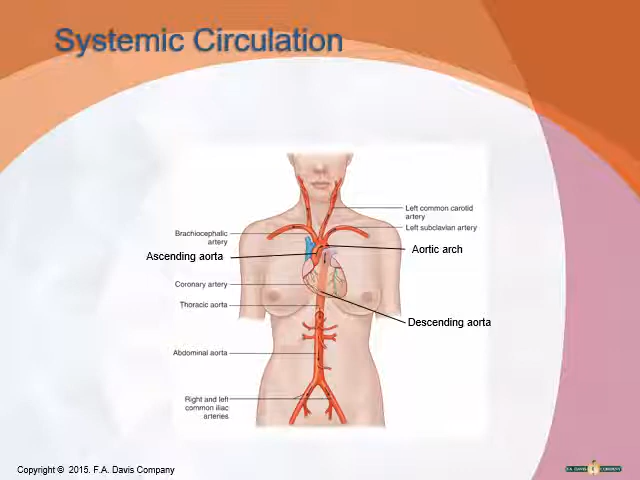 Systemic Circulation
Left common carotid
artery
Left subclavian artery
Brachiocephalic
artery
Aortic arch
Ascending aorta
Coronary artery
Thoracic aorta
Descending aorta
Abdominal aorta
Right and left
common iliac
arteries
Copyright © 2015. F.A. Davis Company